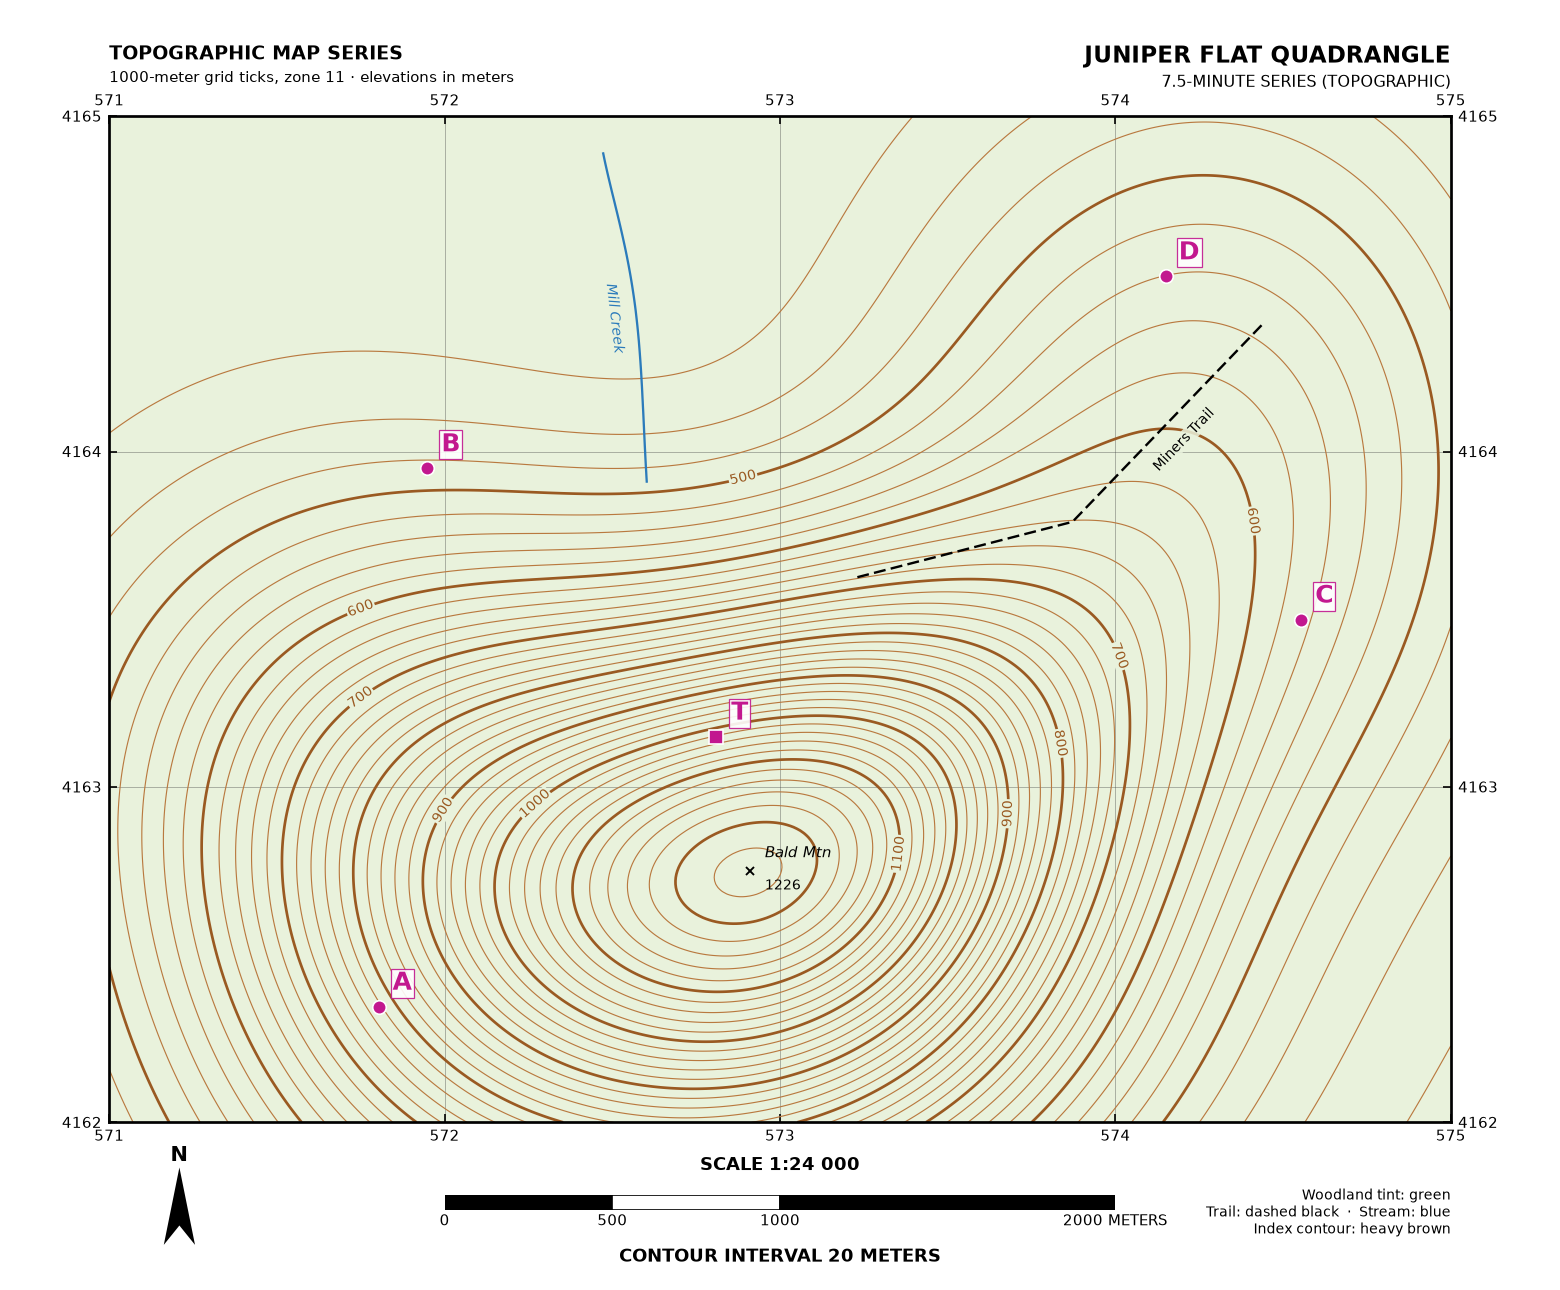 TOPOGRAPHIC MAP SERIES
1000-meter grid ticks, zone 11 · elevations in meters
JUNIPER FLAT QUADRANGLE
7.5-MINUTE SERIES (TOPOGRAPHIC)
571 572 573 574 575
4165 4165
D
Mill Creek
Miners Trail
B
4164 4164
500
600
600
C
700
700
T
800
4163 4163
900
1000
900
1100
Bald Mtn
1226
A
4162 4162
571 572 573 574 575
N
SCALE 1:24 000
0 500 1000 2000 METERS
CONTOUR INTERVAL 20 METERS
Woodland tint: green
Trail: dashed black · Stream: blue
Index contour: heavy brown